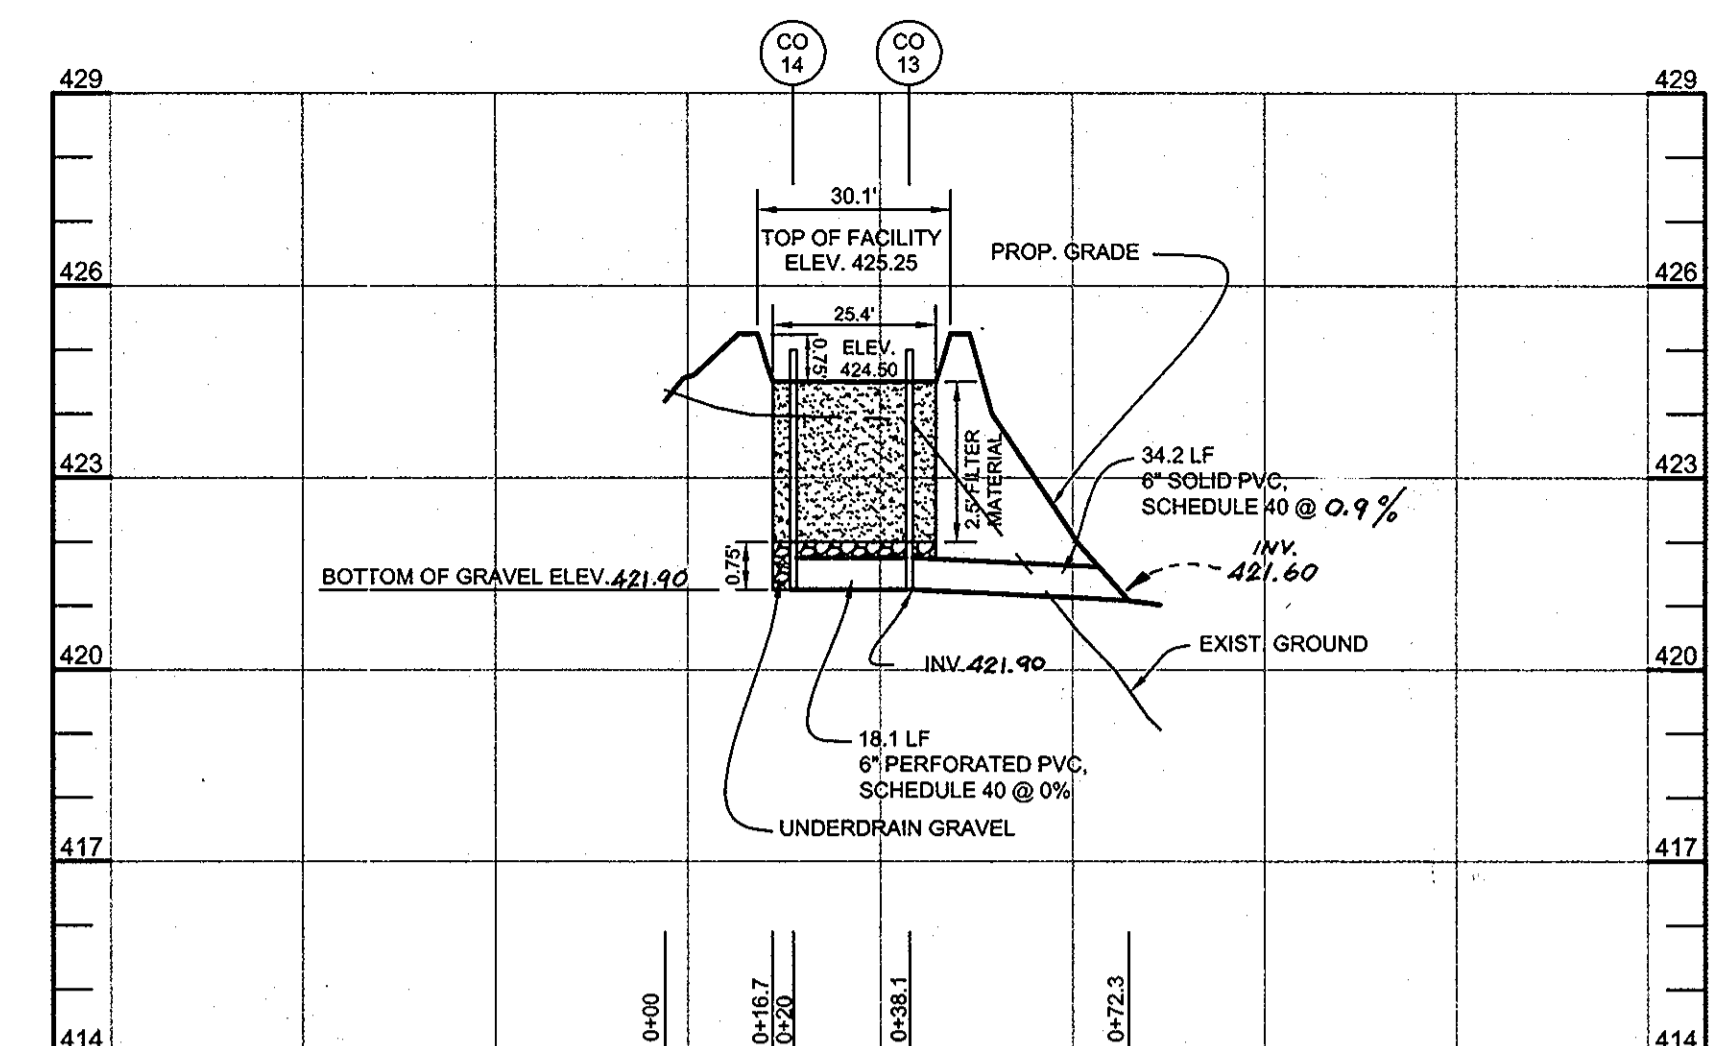 CO
14
CO
13
429
429
30.1'
TOP OF FACILITY
ELEV. 425.25
PROP. GRADE
426
426
25.4'
0.75'
ELEV.
424.50
2.5' FILTER
MATERIAL
423
423
34.2 LF
6" SOLID PVC,
SCHEDULE 40 @ 0.9%
INV.
421.60
0.75'
BOTTOM OF GRAVEL ELEV. 421.90
EXIST. GROUND
INV. 421.90
420
420
18.1 LF
6" PERFORATED PVC,
SCHEDULE 40 @ 0%
UNDERDRAIN GRAVEL
417
417
0+00
0+16.7
0+20
0+38.1
0+72.3
414
414